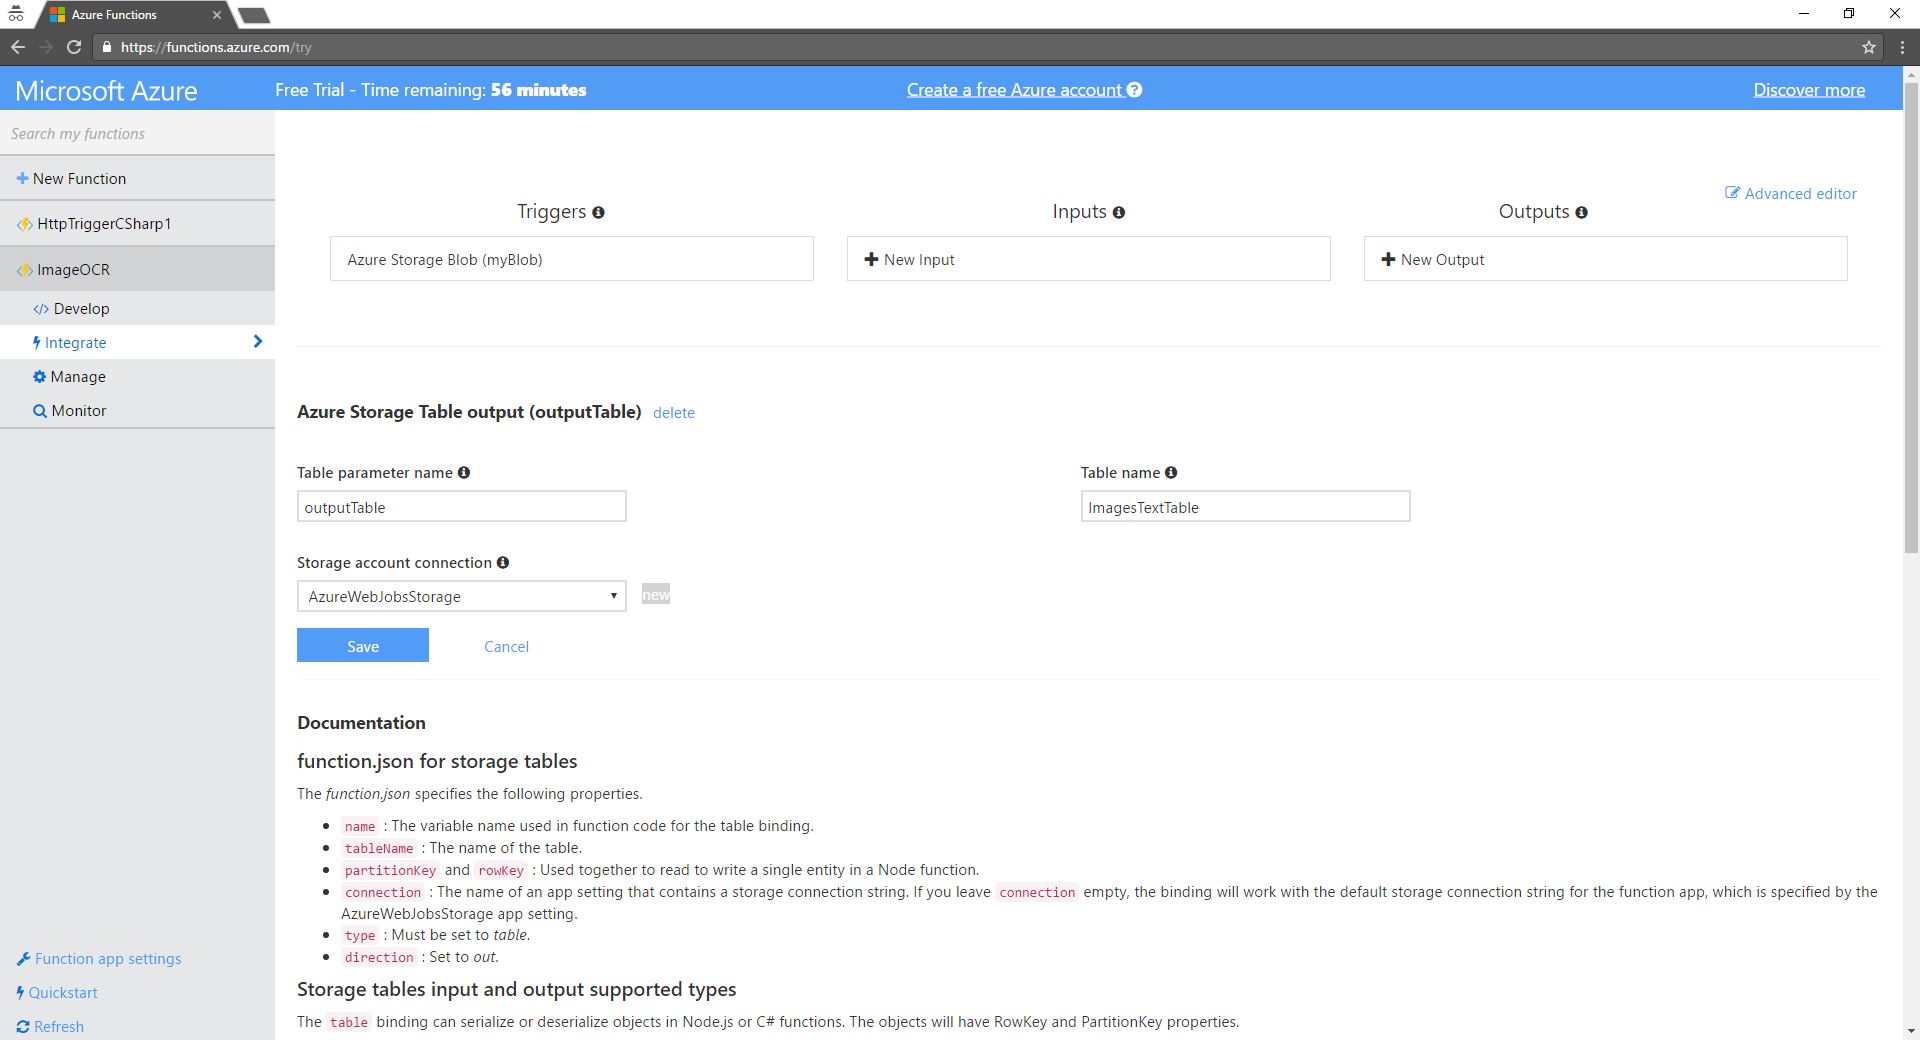 Azure Functions
https://functions.azure.com/try
Microsoft Azure
Free Trial - Time remaining: 56 minutes
Create a free Azure account
Discover more
Search my functions
New Function
HttpTriggerCSharp1
ImageOCR
Develop
Integrate
Manage
Monitor
Function app settings
Quickstart
Refresh
Advanced editor
Triggers
Inputs
Outputs
Azure Storage Blob (myBlob)
New Input
New Output
Azure Storage Table output (outputTable) delete
Table parameter name
Table name
outputTable
ImagesTextTable
Storage account connection
AzureWebJobsStorage
new
Save
Cancel
Documentation
function.json for storage tables
The function.json specifies the following properties.
• name : The variable name used in function code for the table binding.
• tableName : The name of the table.
• partitionKey and rowKey : Used together to read to write a single entity in a Node function.
• connection : The name of an app setting that contains a storage connection string. If you leave connection empty, the binding will work with the default storage connection string for the function app, which is specified by the
AzureWebJobsStorage app setting.
• type : Must be set to table.
• direction : Set to out.
Storage tables input and output supported types
The table binding can serialize or deserialize objects in Node.js or C# functions. The objects will have RowKey and PartitionKey properties.